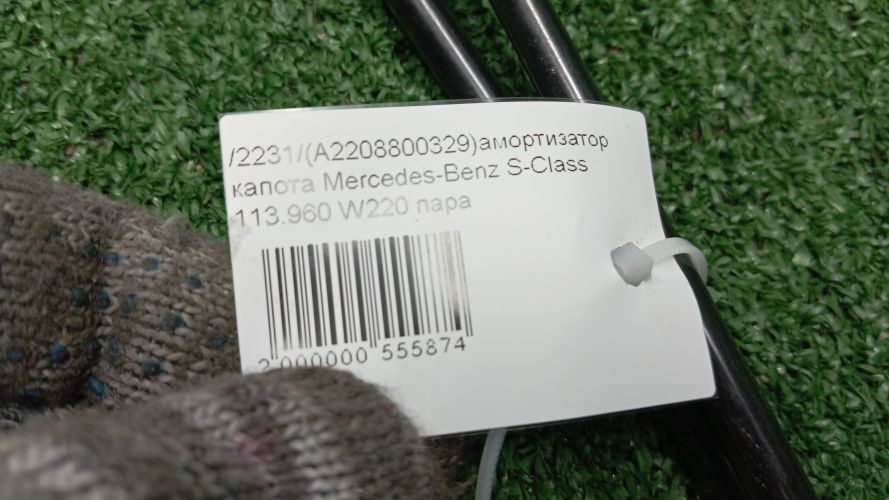 /2231/(A2208800329)амортизатор
капота Mercedes-Benz S-Class
113.960 W220 пара
2 000000 555874